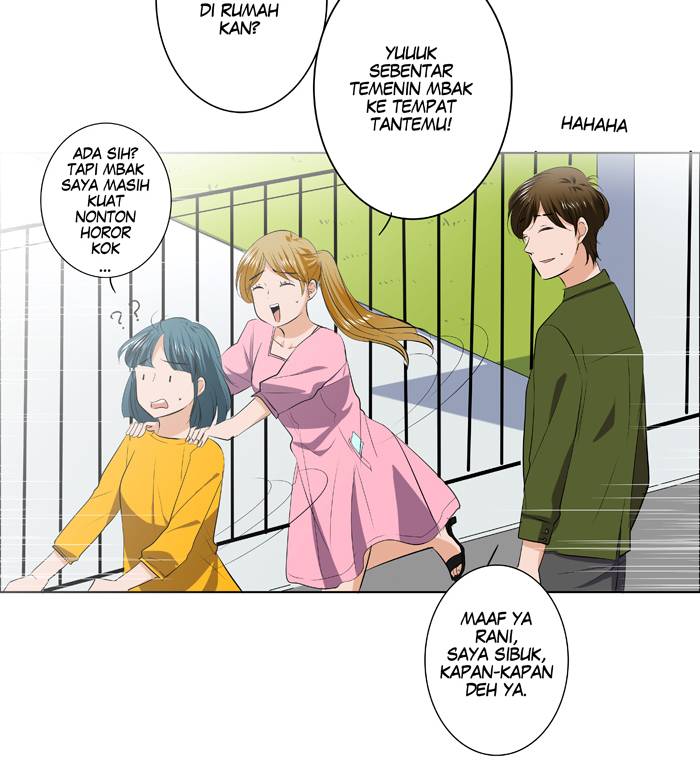 DI RUMAH
KAN?
YUUUK
SEBENTAR
TEMENIN MBAK
KE TEMPAT
TANTEMU!
HAHAHA
ADA SIH?
TAPI MBAK
SAYA MASIH
KUAT
NONTON
HOROR
KOK
...
??
MAAF YA
RANI,
SAYA SIBUK,
KAPAN-KAPAN
DEH YA.